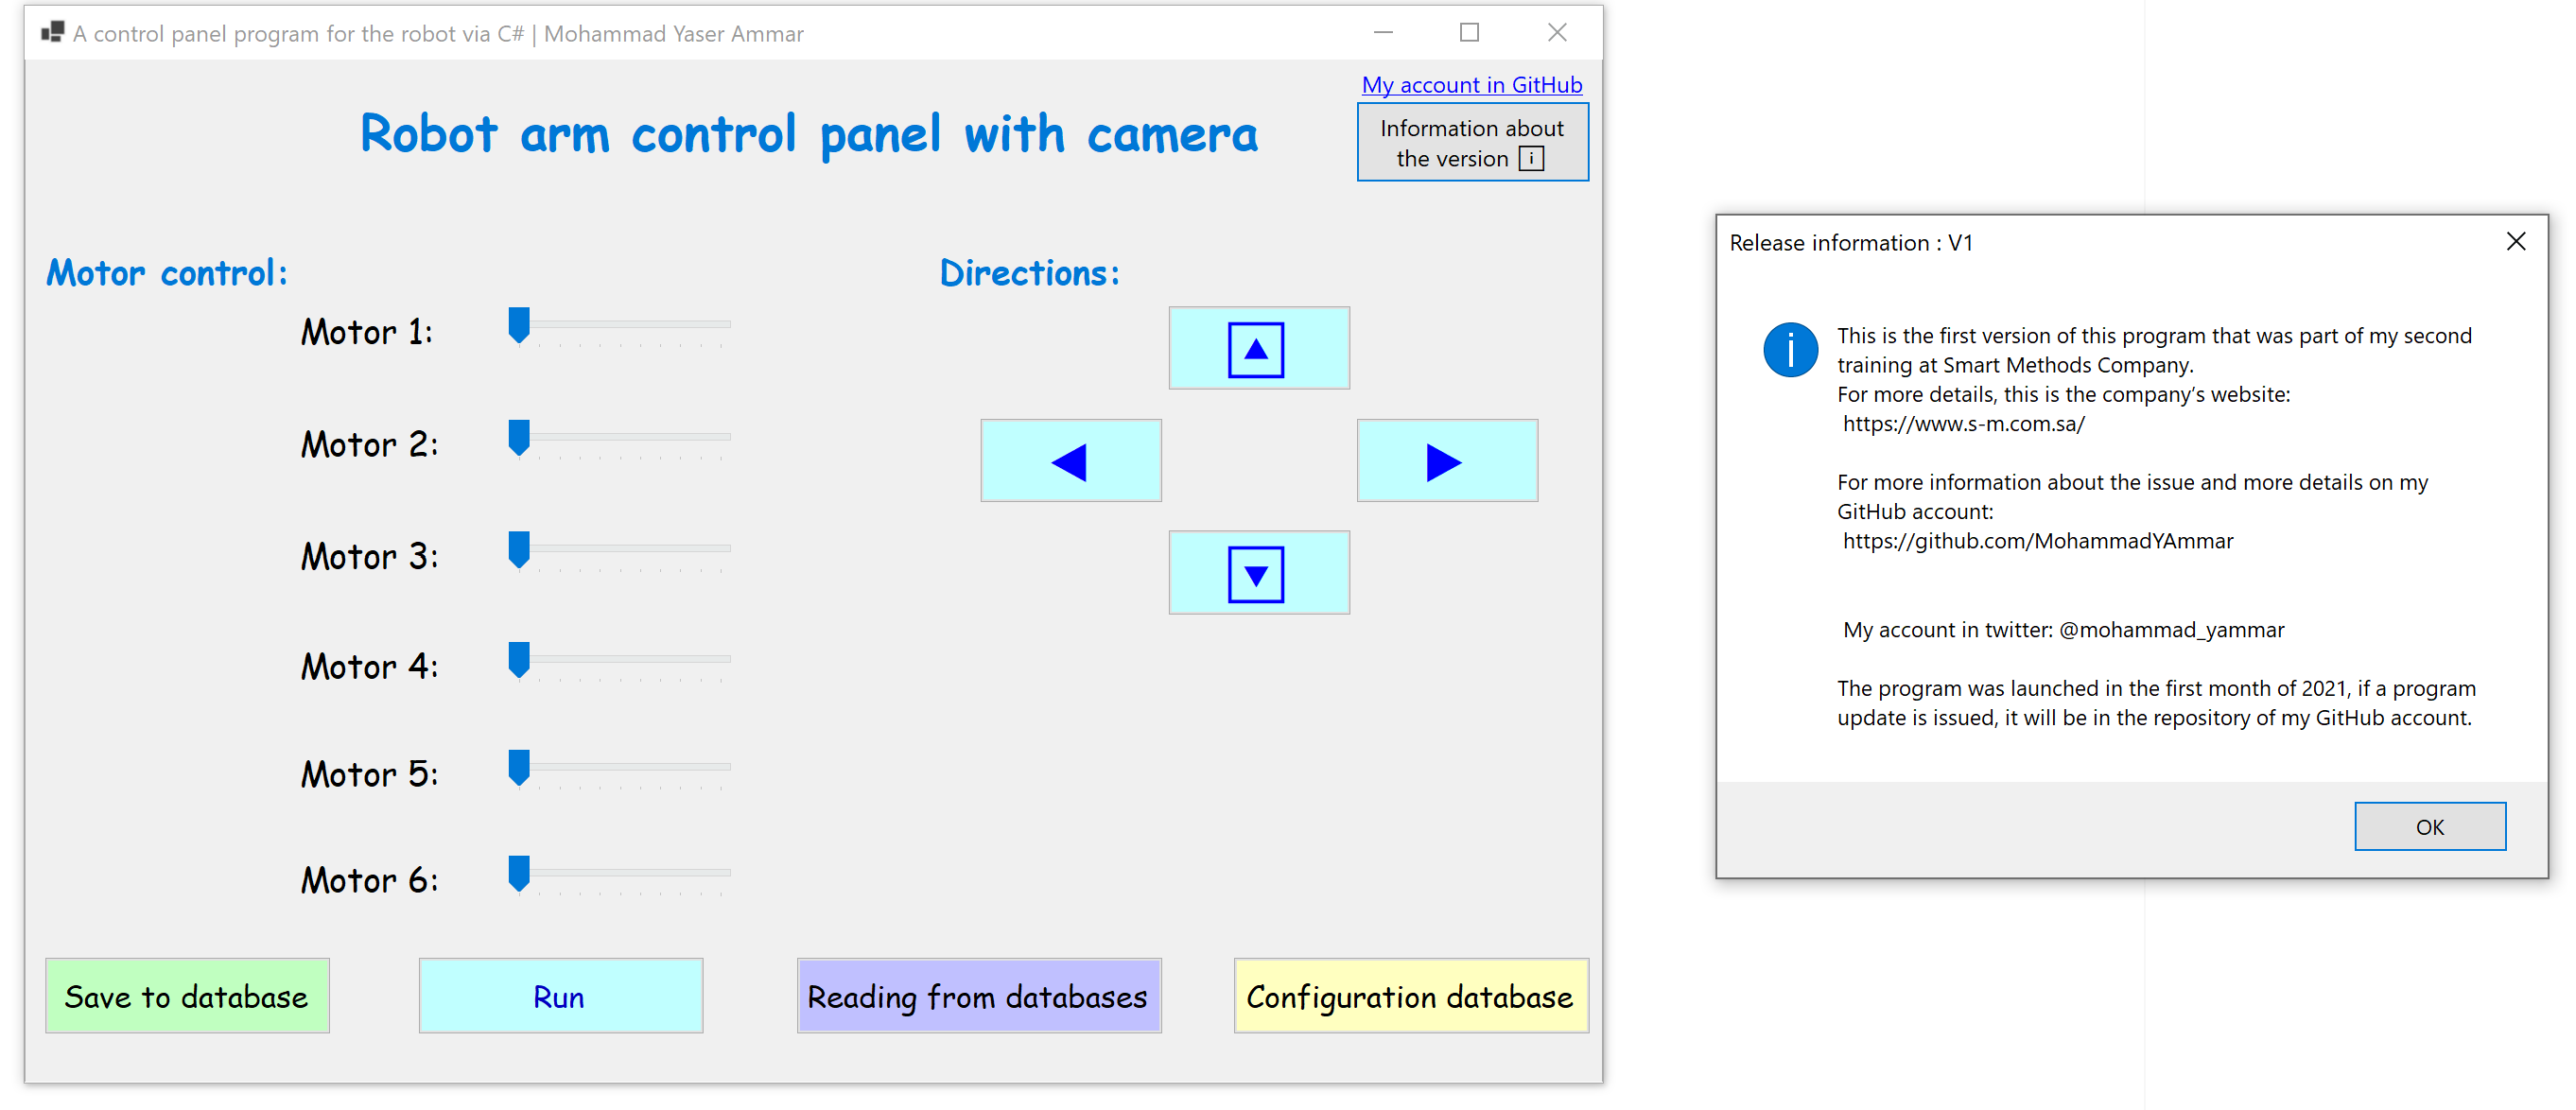 A control panel program for the robot via C# | Mohammad Yaser Ammar
My account in GitHub
Robot arm control panel with camera
Information about
the version i
Motor control:
Directions:
Motor 1:
Motor 2:
Motor 3:
Motor 4:
Motor 5:
Motor 6:
Save to database
Run
Reading from databases
Configuration database
Release information : V1
This is the first version of this program that was part of my second
training at Smart Methods Company.
For more details, this is the company’s website:
https://www.s-m.com.sa/
For more information about the issue and more details on my
GitHub account:
https://github.com/MohammadYAmmar
My account in twitter: @mohammad_yammar
The program was launched in the first month of 2021, if a program
update is issued, it will be in the repository of my GitHub account.
OK